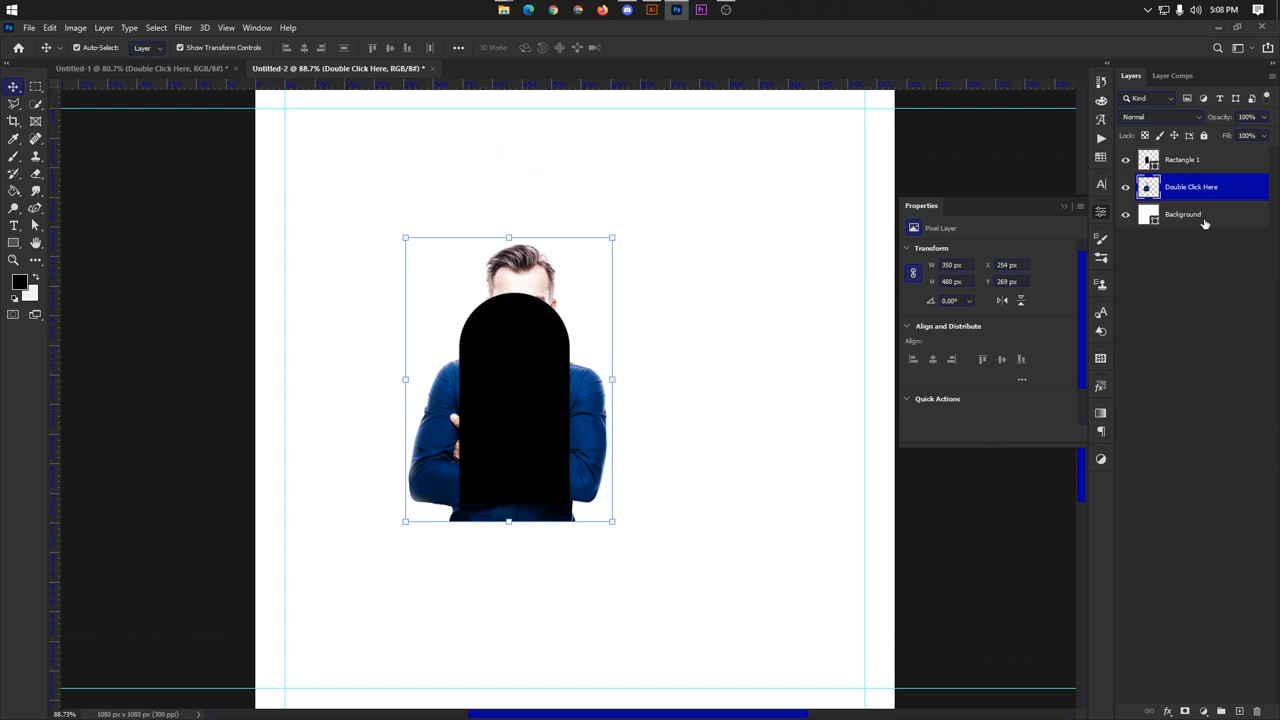 5:08 PM
Ps File Edit Image Layer Type Select Filter 3D View Window Help
Auto-Select: Layer Show Transform Controls 3D Mode:
Untitled-1 @ 80.7% (Double Click Here, RGB/8#) * × Untitled-2 @ 88.7% (Double Click Here, RGB/8#) * ×
Layers Layer Comps
Kind
Normal Opacity: 100%
Lock: Fill: 100%
Rectangle 1
Double Click Here
Background
Properties
Pixel Layer
Transform
W 350 px X 254 px
H 480 px Y 269 px
0.00°
Align and Distribute
Align:
Quick Actions
88.73% 1080 px x 1080 px (300 ppi)